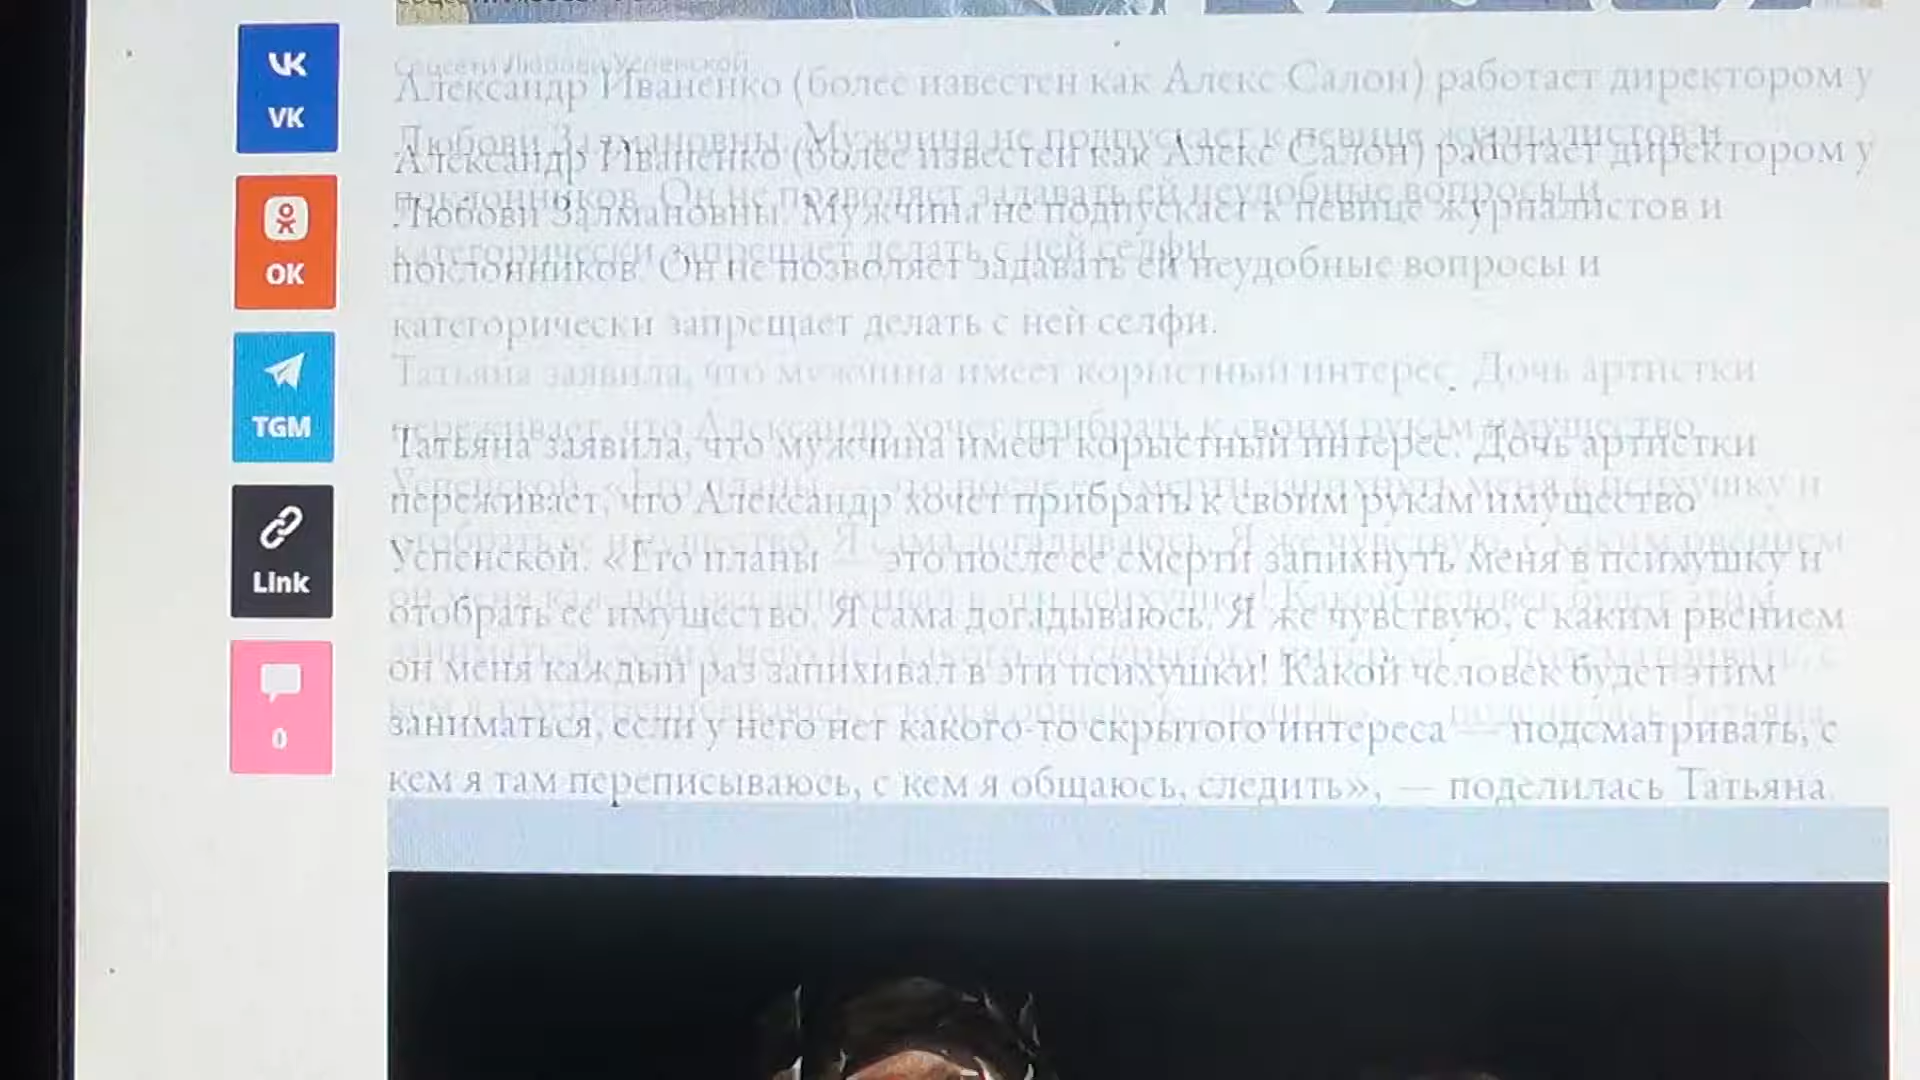 VK
VK
OK
TGM
Link
0
Соцсети Любови Успенской
Александр Иваненко (более известен как Алекс Салон) работает директором у
Любови Залмановны. Мужчина не подпускает к певице журналистов и
поклонников. Он не позволяет задавать ей неудобные вопросы и
категорически запрещает делать с ней селфи.
Татьяна заявила, что мужчина имеет корыстный интерес. Дочь артистки
переживает, что Александр хочет прибрать к своим рукам имущество
Успенской. «Его планы — это после ее смерти запихнуть меня в психушку и
отобрать ее имущество. Я сама догадываюсь. Я же чувствую, с каким рвением
он меня каждый раз запихивал в эти психушки! Какой человек будет этим
заниматься, если у него нет какого-то скрытого интереса — подсматривать, с
кем я там переписываюсь, с кем я общаюсь, следить», — поделилась Татьяна.